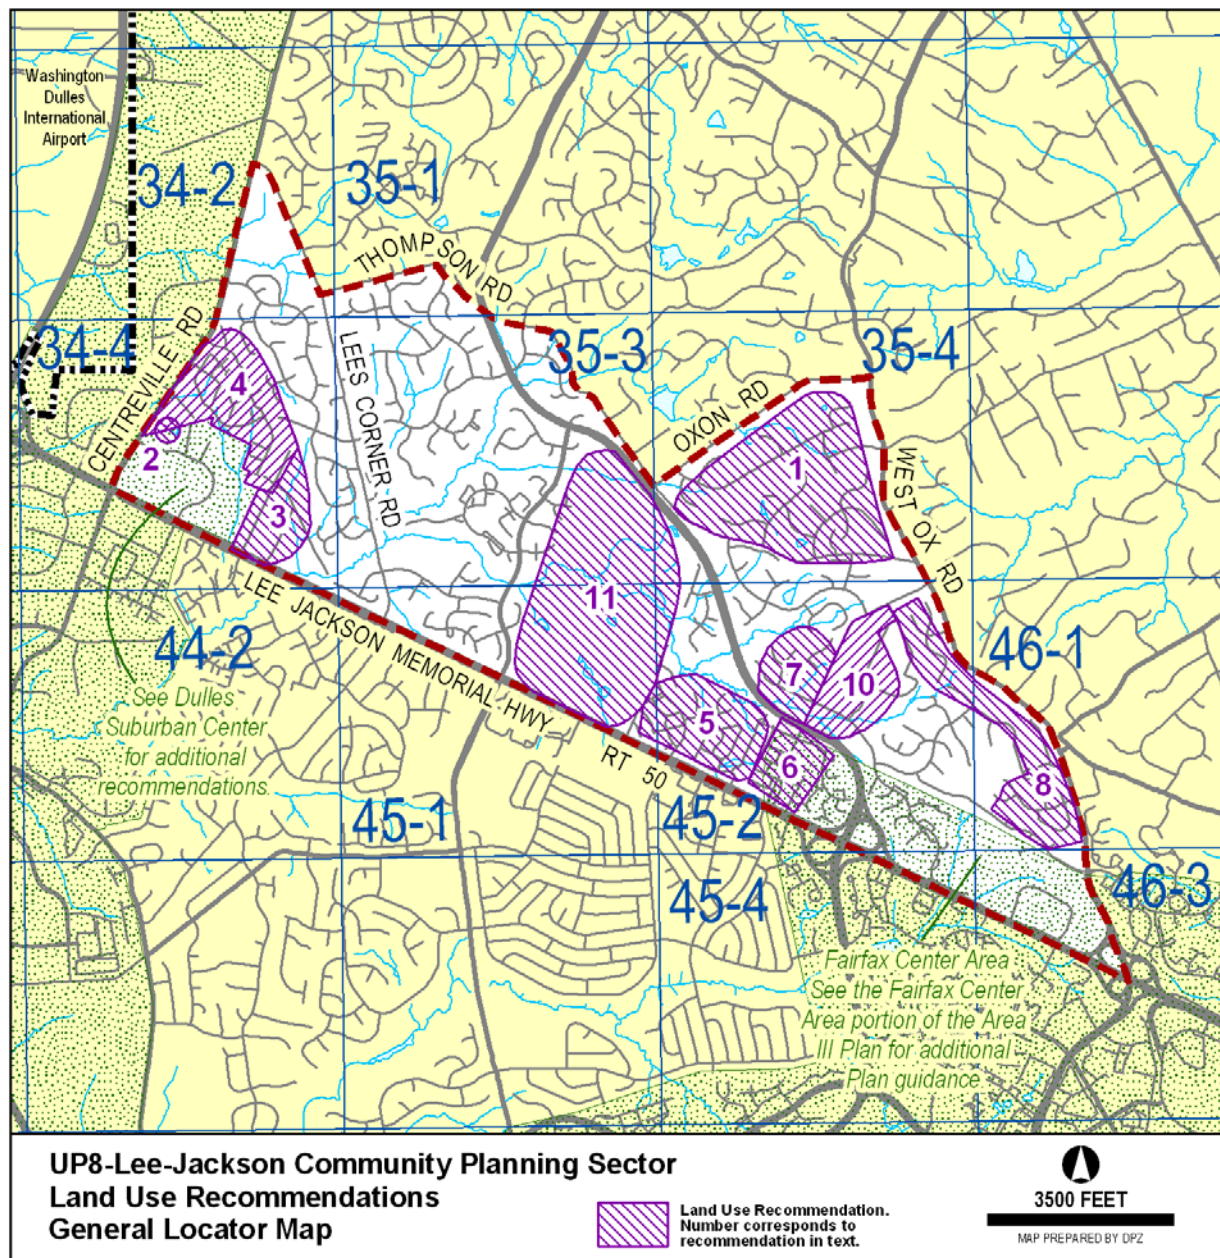 Washington
Dulles
International
Airport
34-2
35-1
THOMPSON RD
34-4
CENTREVILLE RD
35-3
35-4
LEES CORNER RD
OXON RD
WEST OX RD
4
2
3
1
11
LEE JACKSON MEMORIAL HWY
RT 50
44-2
46-1
7
10
5
6
8
See Dulles
Suburban Center
for additional
recommendations.
45-1
45-2
45-4
46-3
Fairfax Center Area
See the Fairfax Center
Area portion of the Area
III Plan for additional
Plan guidance
UP8-Lee-Jackson Community Planning Sector
Land Use Recommendations
General Locator Map
Land Use Recommendation.
Number corresponds to
recommendation in text.
3500 FEET
MAP PREPARED BY DPZ